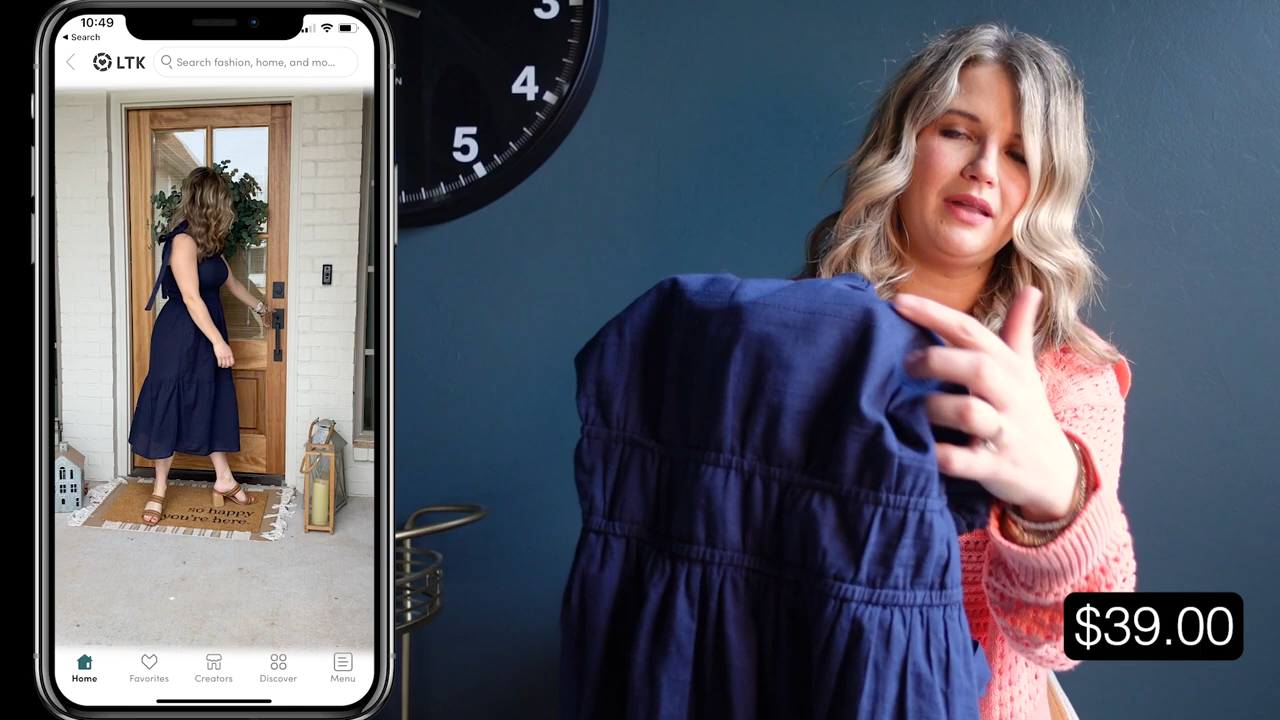 10:49
◀ Search
LTK
Search fashion, home, and mo...
so happy
you're here.
Home
Favorites
Creators
Discover
Menu
3
4
5
N
$39.00